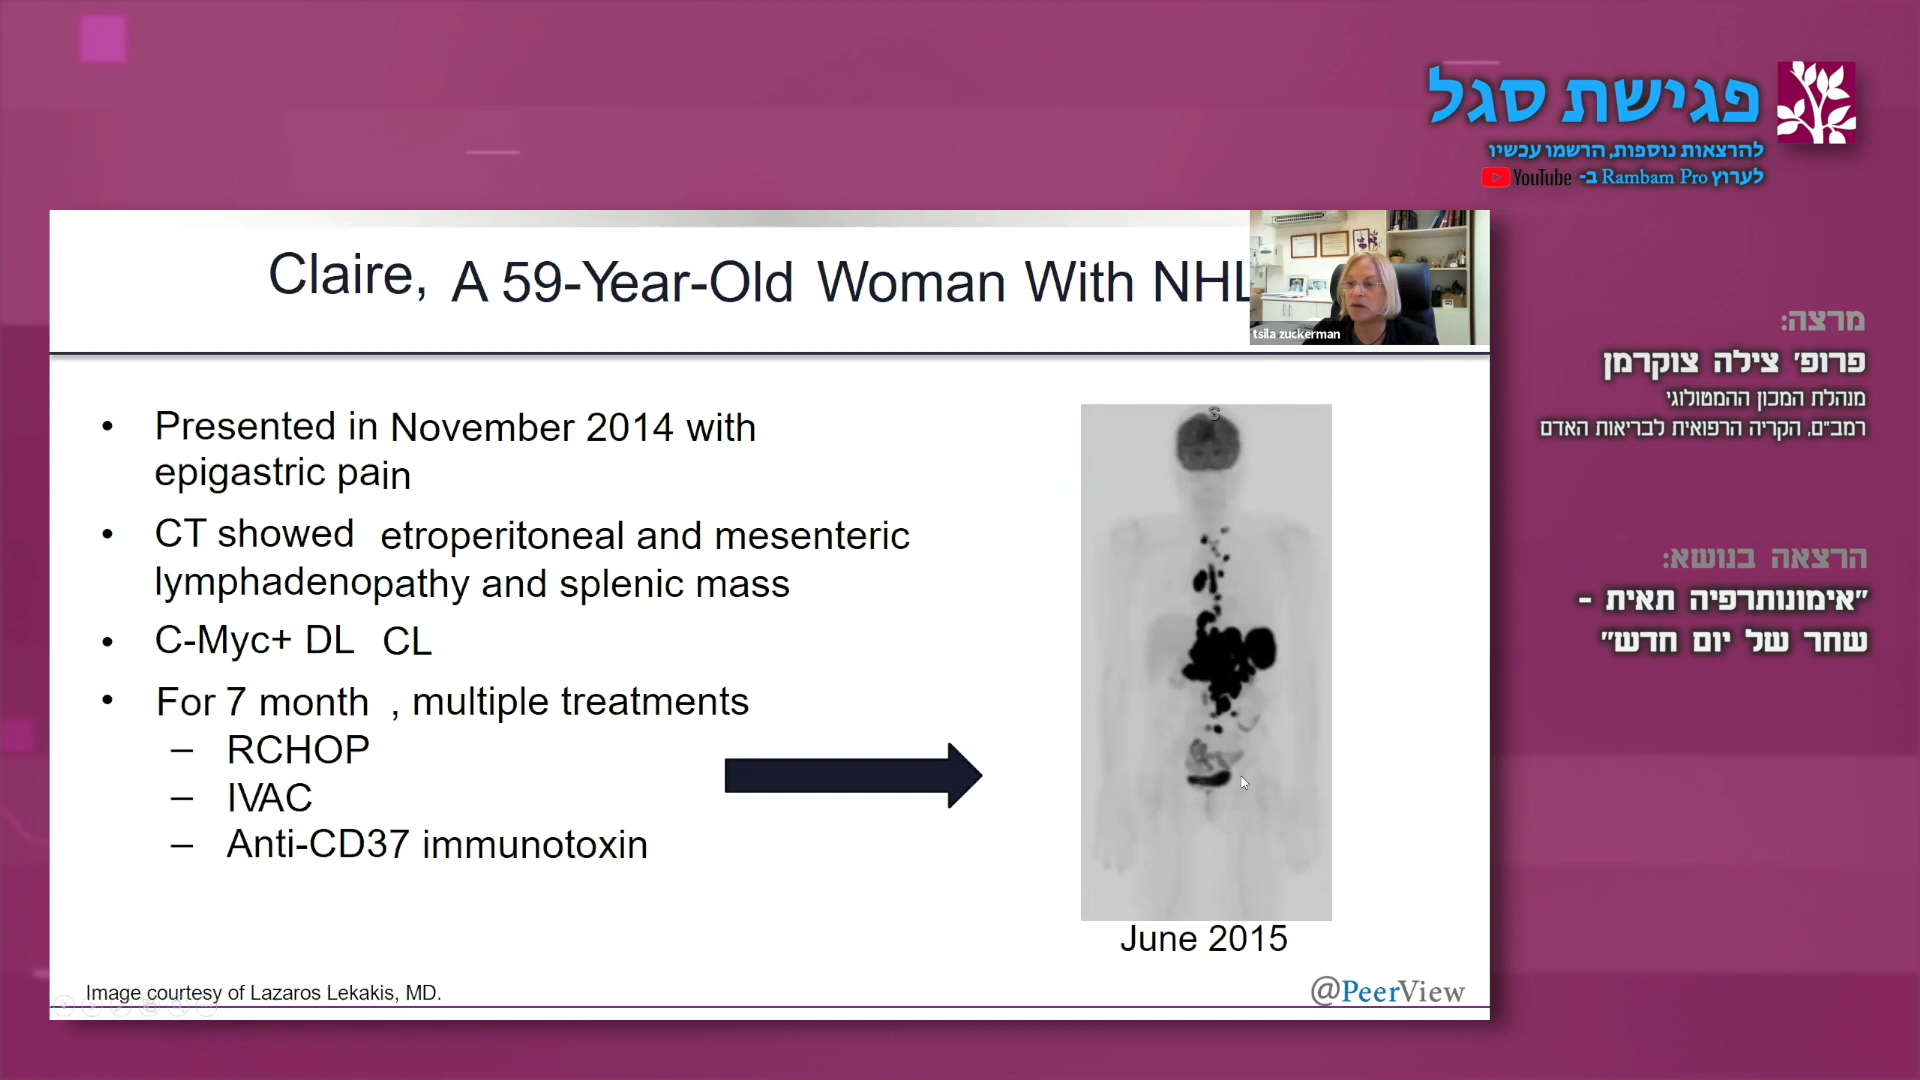 פגישת סגל
להרצאות נוספות, הרשמו עכשיו
לערוץ Rambam Pro ב- YouTube
Claire, A 59-Year-Old Woman With NHL
tsila zuckerman
• Presented in November 2014 with
epigastric pain
• CT showed etroperitoneal and mesenteric
lymphadenopathy and splenic mass
• C-Myc+ DL CL
• For 7 month , multiple treatments
– RCHOP
– IVAC
– Anti-CD37 immunotoxin
S
June 2015
Image courtesy of Lazaros Lekakis, MD.
@PeerView
מרצה:
פרופ' צילה צוקרמן
מנהלת המכון ההמטולוגי
רמב"ם, הקריה הרפואית לבריאות האדם
הרצאה בנושא:
"אימונותרפיה תאית -
שחר של יום חדש"